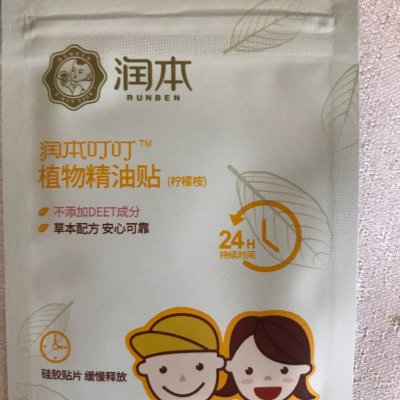 润本
RUNBEN
润本叮叮™
植物精油贴 (柠檬桉)
不添加DEET成分
草本配方 安心可靠
24H
持续时间
硅胶贴片 缓慢释放